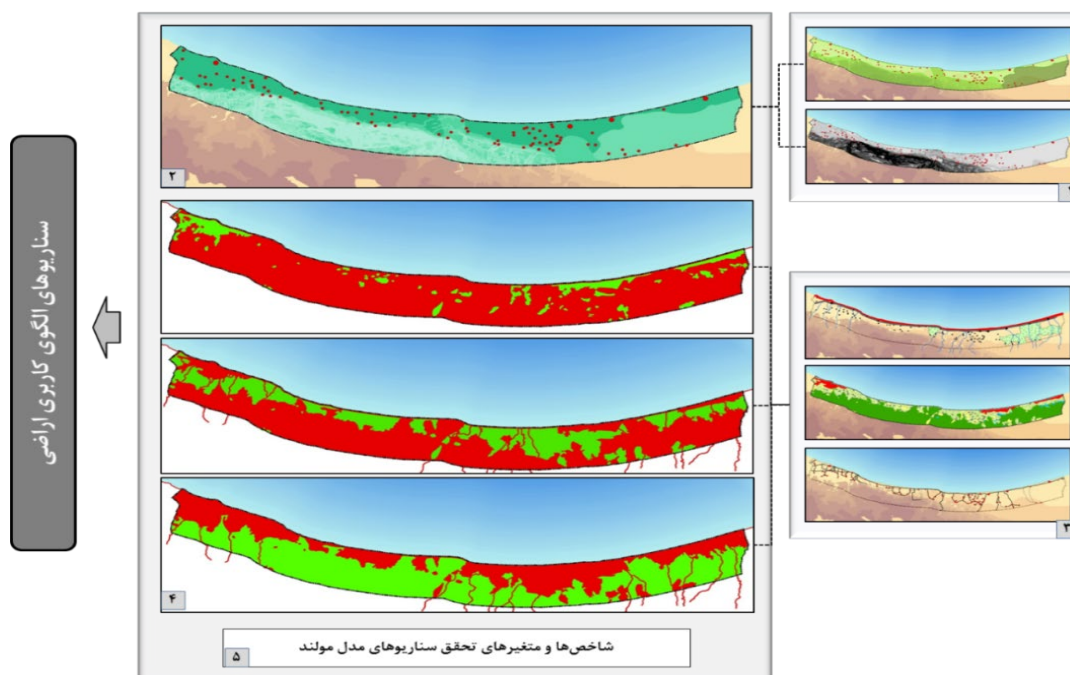 سناریوهای الگوی کاربری اراضی
۲
۳
۴
شاخص‌ها و متغیرهای تحقق سناریوهای مدل مولند
۵